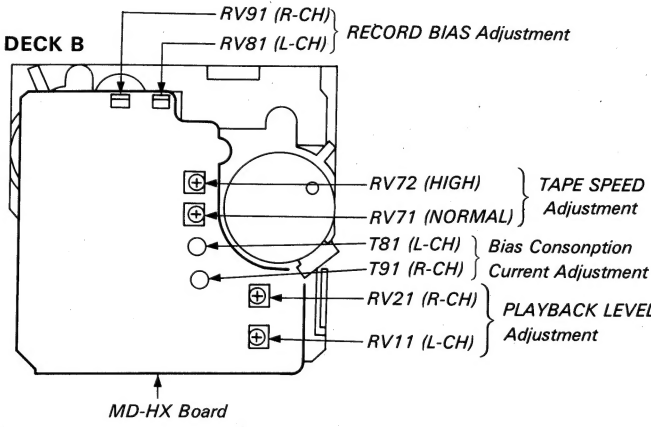 RV91 (R-CH)
RV81 (L-CH)
RECORD BIAS Adjustment
DECK B
RV72 (HIGH)
RV71 (NORMAL)
TAPE SPEED
Adjustment
T81 (L-CH)
T91 (R-CH)
Bias Consonption
Current Adjustment
RV21 (R-CH)
RV11 (L-CH)
PLAYBACK LEVEL
Adjustment
MD-HX Board